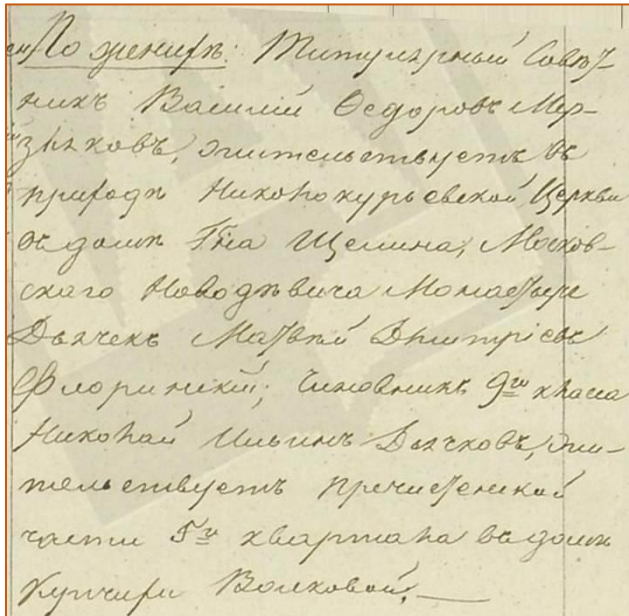 По женихѣ: Титулярный Совѣт-
никъ Василій Ѳедоровъ Мер-
зляковъ, жительствуетъ въ
приходѣ Николокурьевской Церкви
въ домѣ Гна Щепина, Москов-
скаго Новодѣвича Монастыря
Дьячекъ Матвѣй Дмитріевъ
Флоринскій; Чиновникъ 9го класса
Николай Ильинъ Дьячковъ, жи-
тельствуетъ Пречистенской
части 5го квартала въ домѣ
Купчихи Волковой.